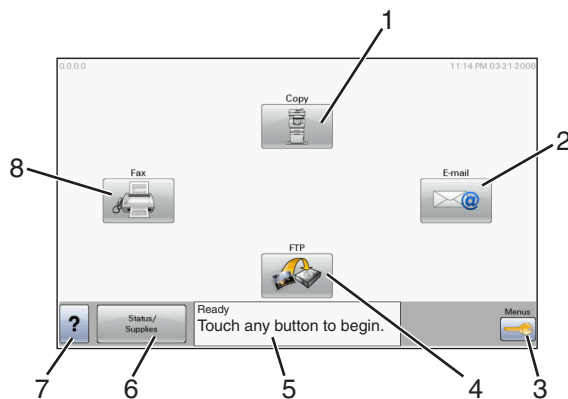 1
0.0.0.0
11:14 PM 03-21-2008
Copy
2
8
Fax
E-mail
@
FTP
?
Status/
Supplies
Ready
Touch any button to begin.
Menus
7
6
5
4
3